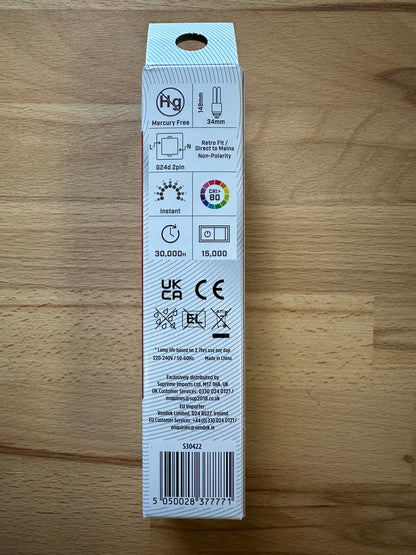 Hg
Mercury Free
148mm
34mm
L N
G24d 2pin
Retro Fit /
Direct to Mains
Non-Polarity
Instant
CRI>
80
30,000H
15,000
UK
CA CE
EL
* Lamp life based on 2.7hrs use per day
220-240V / 50-60Hz. Made in China
Exclusively distributed by
Supreme Imports Ltd. M17 1HA, UK
UK Customer Services: 0330 024 0121 /
enquiries@sup2018.co.uk
EU Importer:
Vendek Limited, D24 R527, Ireland
EU Customer Services: +44(0)330 024 0121/
enquiries@vendek.ie
S30422
5 050028 377771